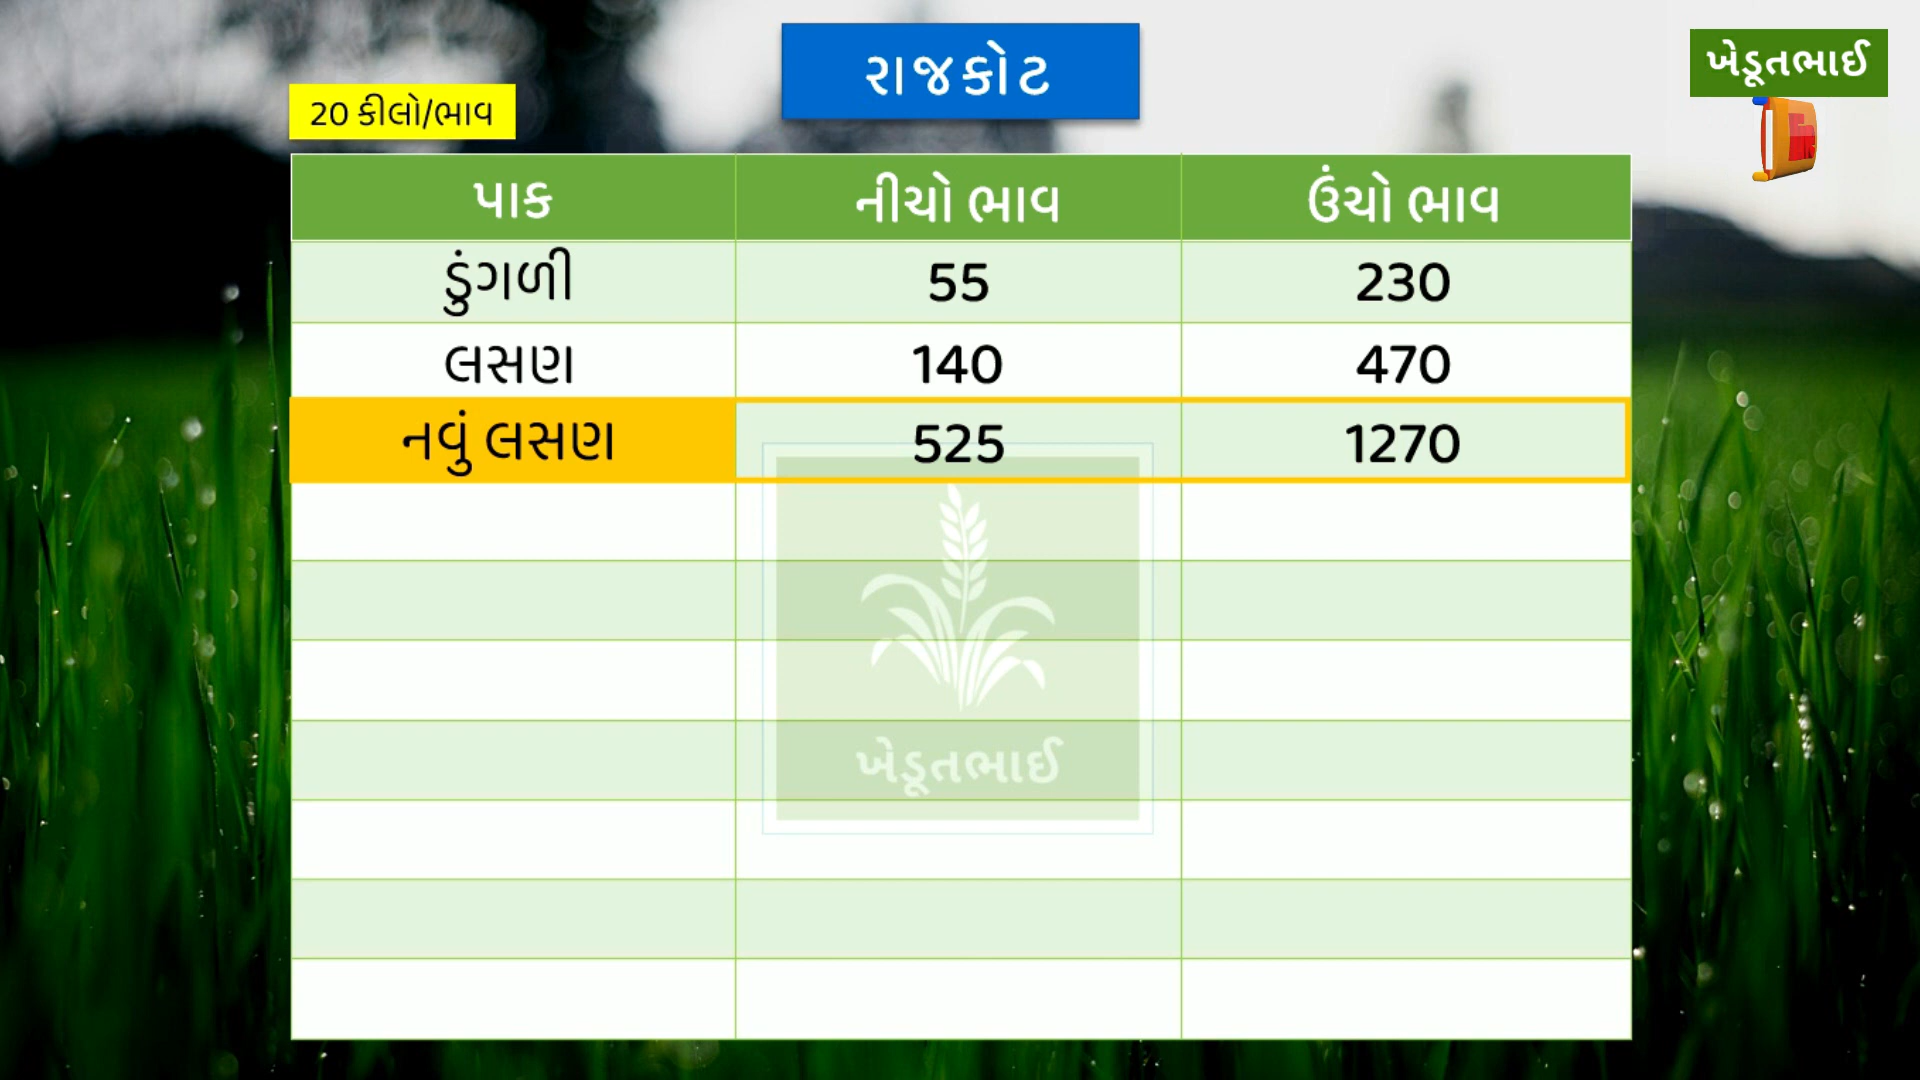 રાજકોટ
ખેડૂતભાઈ
20 કીલો/ભાવ
પાક નીચો ભાવ ઉંચો ભાવ
ડુંગળી 55 230
લસણ 140 470
નવું લસણ 525 1270
ખેડૂતભાઈ